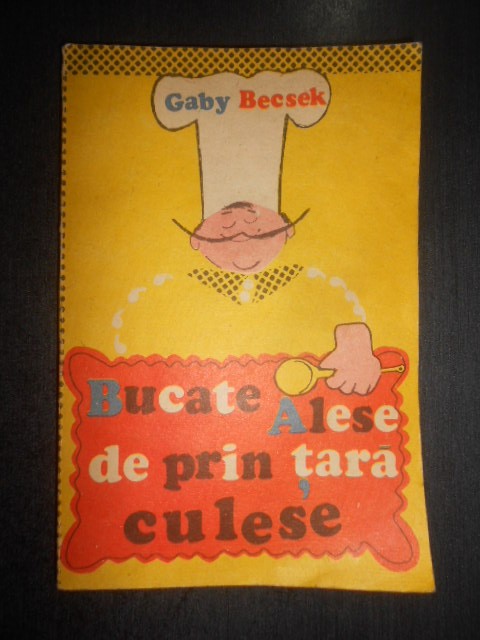 Gaby Becsek
Bucate Alese
de prin țară
culese